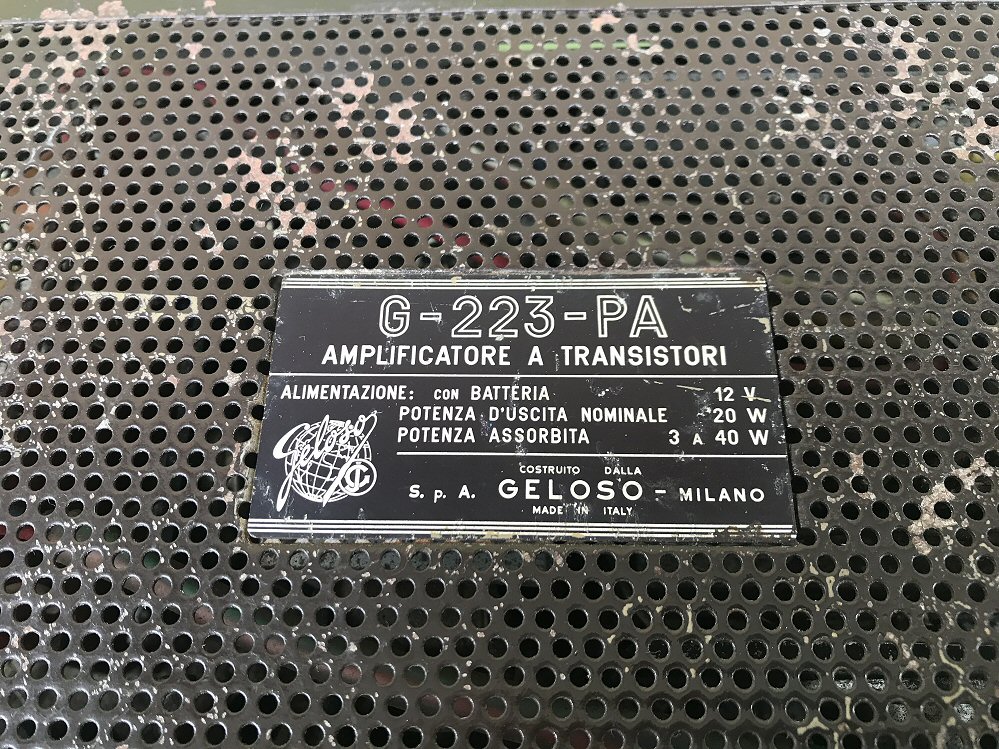 G-223-PA
AMPLIFICATORE A TRANSISTORI
ALIMENTAZIONE: CON BATTERIA 12 V
POTENZA D'USCITA NOMINALE 20 W
POTENZA ASSORBITA 3 A 40 W
Geloso
COSTRUITO DALLA
S.p.A. GELOSO - MILANO
MADE IN ITALY